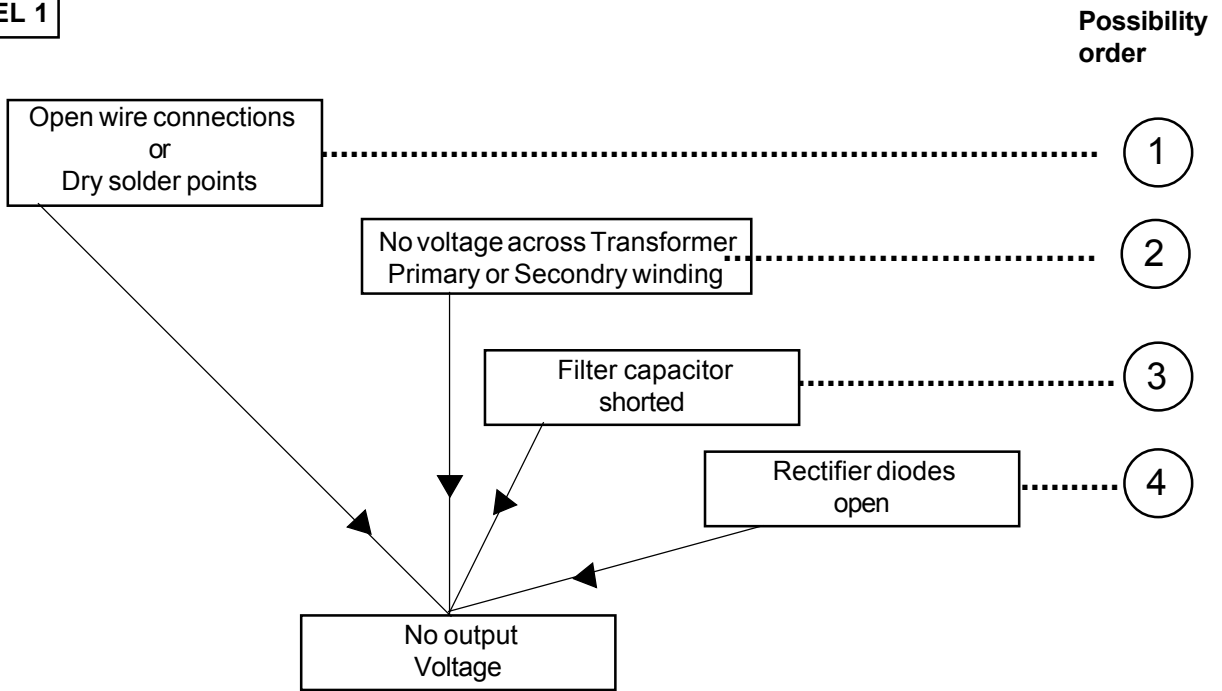 EL 1
Possibility
order
Open wire connections
or
Dry solder points
1
No voltage across Transformer
Primary or Secondry winding
2
Filter capacitor
shorted
3
Rectifier diodes
open
4
No output
Voltage